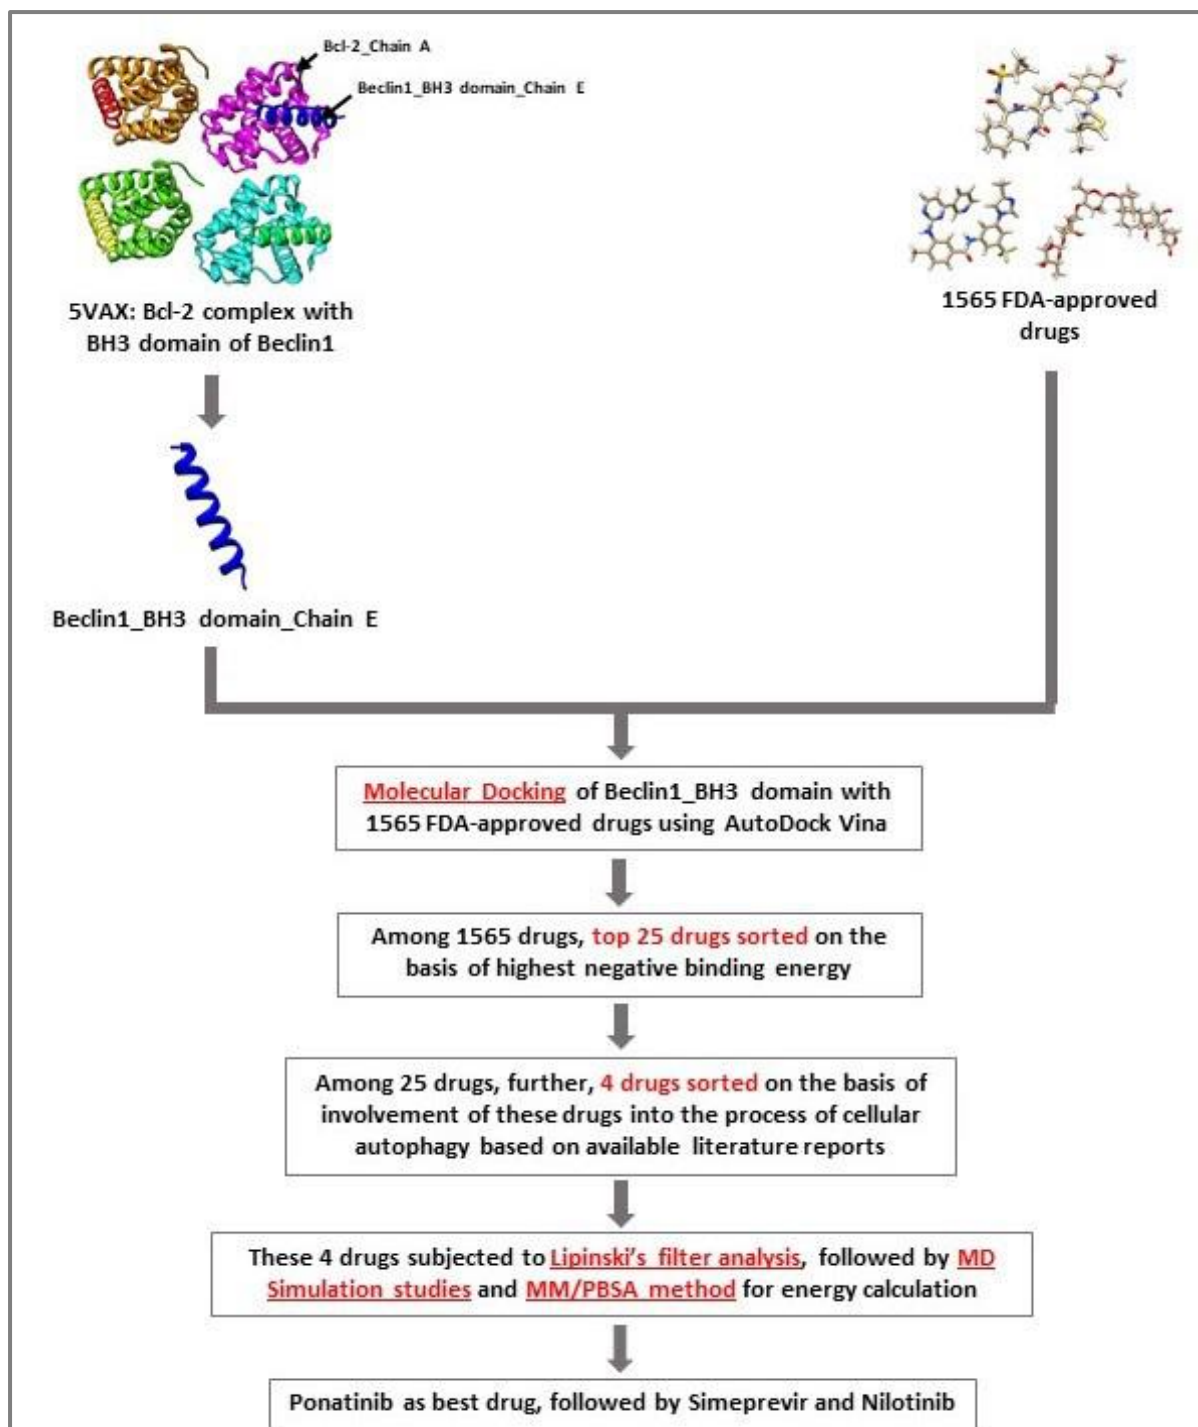 Bcl-2_Chain A
Beclin1_BH3 domain_Chain E
5VAX: Bcl-2 complex with
BH3 domain of Beclin1
1565 FDA-approved
drugs
Beclin1_BH3 domain_Chain E
Molecular Docking of Beclin1_BH3 domain with
1565 FDA-approved drugs using AutoDock Vina
Among 1565 drugs, top 25 drugs sorted on the
basis of highest negative binding energy
Among 25 drugs, further, 4 drugs sorted on the basis of
involvement of these drugs into the process of cellular
autophagy based on available literature reports
These 4 drugs subjected to Lipinski's filter analysis, followed by MD
Simulation studies and MM/PBSA method for energy calculation
Ponatinib as best drug, followed by Simeprevir and Nilotinib